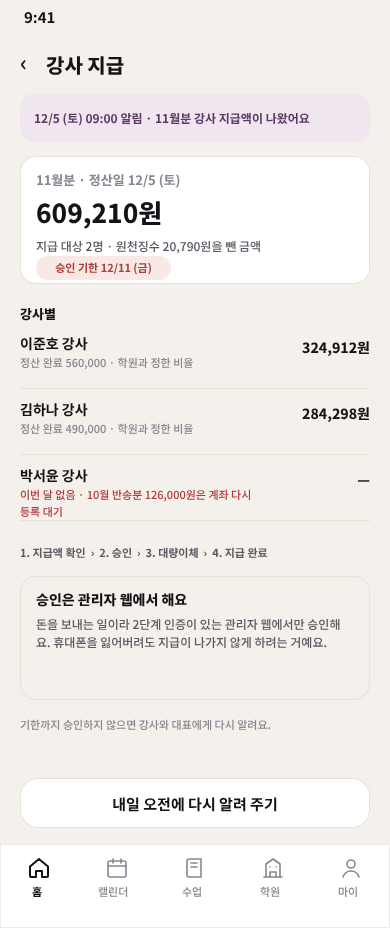 9:41
‹ 강사 지급
12/5 (토) 09:00 알림 · 11월분 강사 지급액이 나왔어요
11월분 · 정산일 12/5 (토)
609,210원
지급 대상 2명 · 원천징수 20,790원을 뺀 금액
승인 기한 12/11 (금)
강사별
이준호 강사
324,912원
정산 완료 560,000 · 학원과 정한 비율
김하나 강사
284,298원
정산 완료 490,000 · 학원과 정한 비율
박서윤 강사
—
이번 달 없음 · 10월 반송분 126,000원은 계좌 다시
등록 대기
1. 지급액 확인 › 2. 승인 › 3. 대량이체 › 4. 지급 완료
승인은 관리자 웹에서 해요
돈을 보내는 일이라 2단계 인증이 있는 관리자 웹에서만 승인해
요. 휴대폰을 잃어버려도 지급이 나가지 않게 하려는 거예요.
기한까지 승인하지 않으면 강사와 대표에게 다시 알려요.
내일 오전에 다시 알려 주기
홈 캘린더 수업 학원 마이